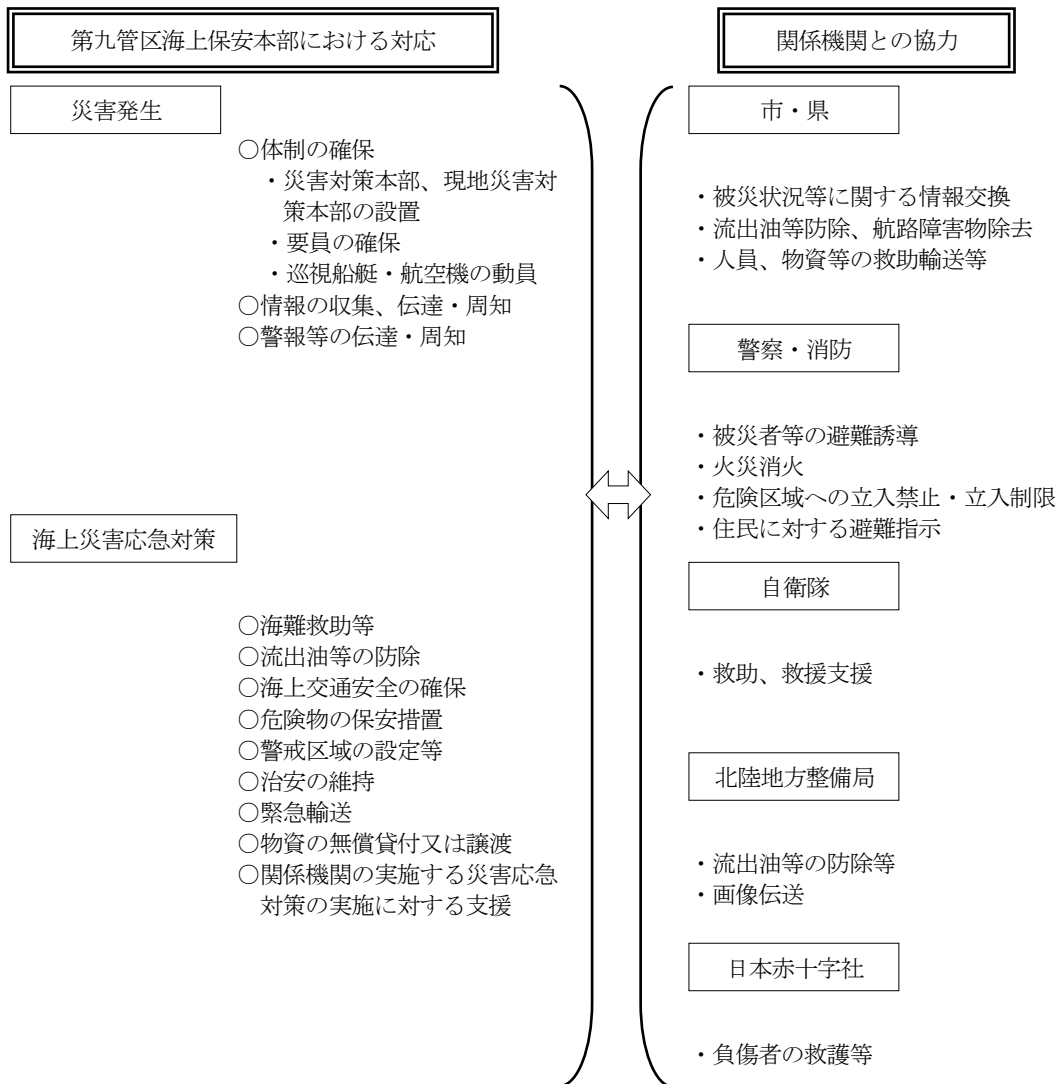 第九管区海上保安本部における対応
災害発生
○体制の確保
・災害対策本部、現地災害対
策本部の設置
・要員の確保
・巡視船艇・航空機の動員
○情報の収集、伝達・周知
○警報等の伝達・周知
海上災害応急対策
○海難救助等
○流出油等の防除
○海上交通安全の確保
○危険物の保安措置
○警戒区域の設定等
○治安の維持
○緊急輸送
○物資の無償貸付又は譲渡
○関係機関の実施する災害応急
対策の実施に対する支援
関係機関との協力
市・県
・被災状況等に関する情報交換
・流出油等防除、航路障害物除去
・人員、物資等の救助輸送等
警察・消防
・被災者等の避難誘導
・火災消火
・危険区域への立入禁止・立入制限
・住民に対する避難指示
自衛隊
・救助、救援支援
北陸地方整備局
・流出油等の防除等
・画像伝送
日本赤十字社
・負傷者の救護等